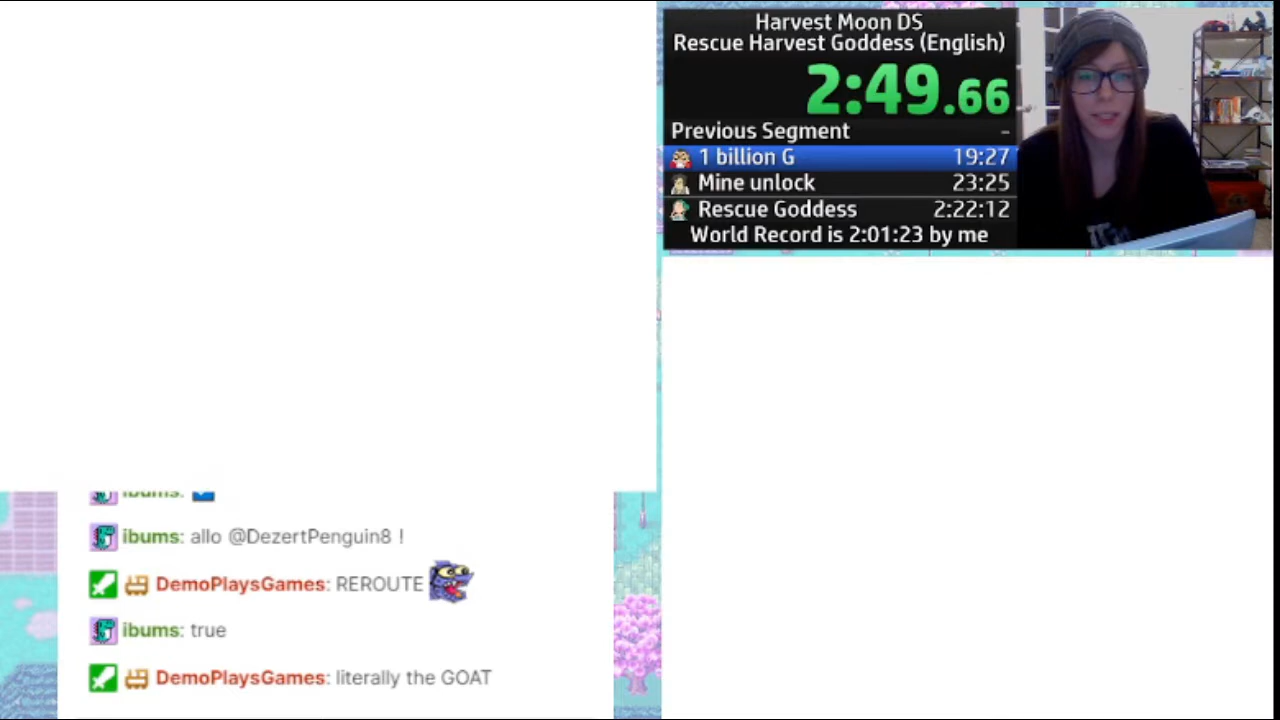 Harvest Moon DS
Rescue Harvest Goddess (English)
2:49.66
Previous Segment -
1 billion G 19:27
Mine unlock 23:25
Rescue Goddess 2:22:12
World Record is 2:01:23 by me
ibums:
ibums: allo @DezertPenguin8 !
DemoPlaysGames: REROUTE
ibums: true
DemoPlaysGames: literally the GOAT